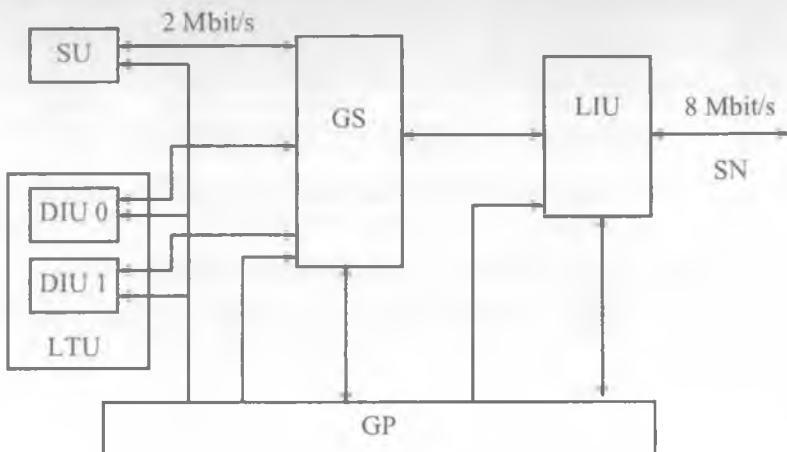 2 Mbit/s
SU
GS
LIU
8 Mbit/s
SN
DIU 0
DIU 1
LTU
GP